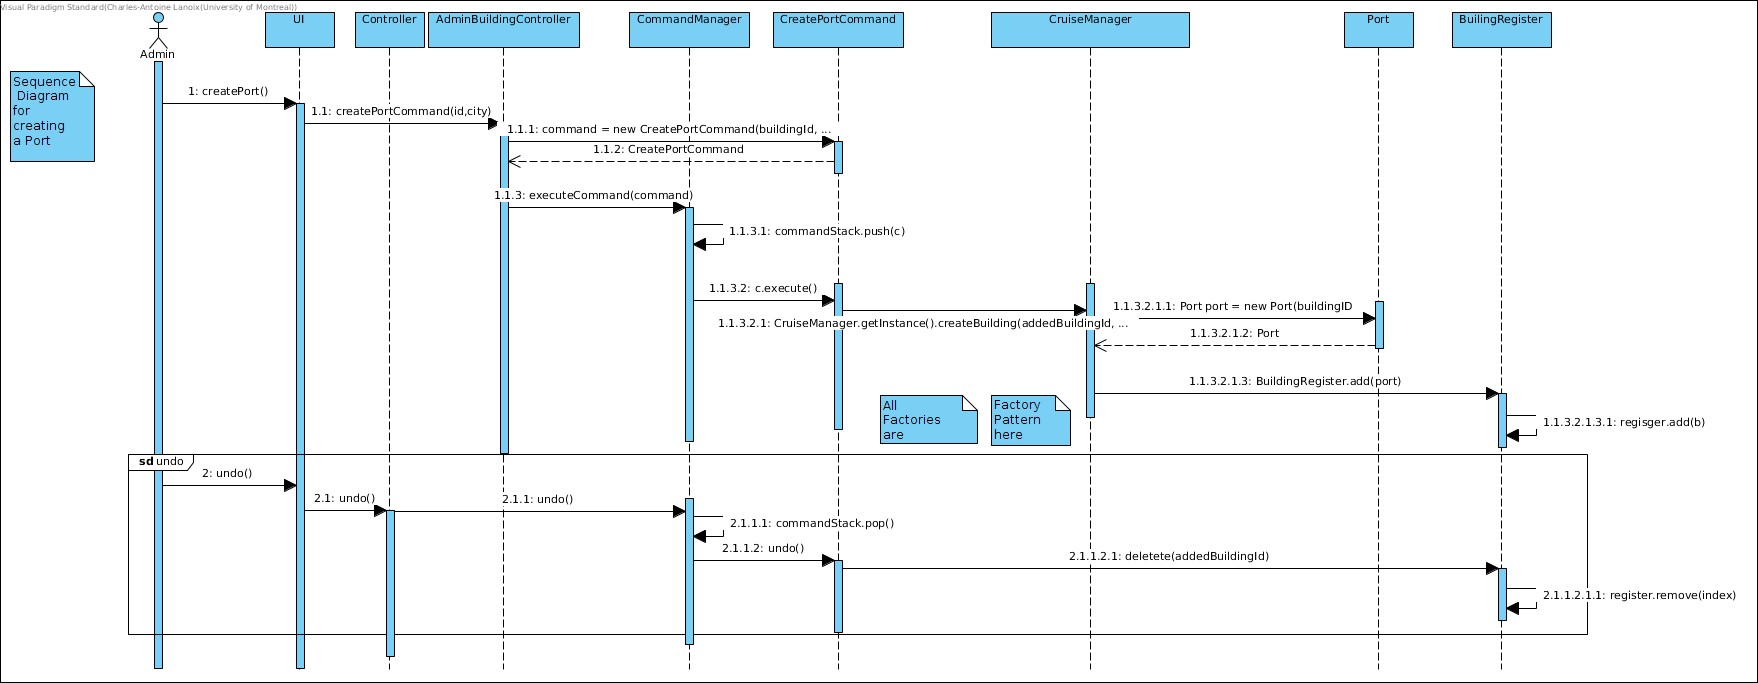 Visual Paradigm Standard(Charles-Antoine Lanoix(University of Montreal))
UI
Controller
AdminBuildingController
CommandManager
CreatePortCommand
CruiseManager
Port
BuilingRegister
Admin
Sequence
Diagram
for
creating
a Port
1: createPort()
1.1: createPortCommand(id,city)
1.1.1: command = new CreatePortCommand(buildingId, ...
1.1.2: CreatePortCommand
1.1.3: executeCommand(command)
1.1.3.1: commandStack.push(c)
1.1.3.2: c.execute()
1.1.3.2.1: CruiseManager.getInstance().createBuilding(addedBuildingId, ...
1.1.3.2.1.1: Port port = new Port(buildingID
1.1.3.2.1.2: Port
1.1.3.2.1.3: BuildingRegister.add(port)
All
Factories
are
Factory
Pattern
here
1.1.3.2.1.3.1: regisger.add(b)
sd undo
2: undo()
2.1: undo()
2.1.1: undo()
2.1.1.1: commandStack.pop()
2.1.1.2: undo()
2.1.1.2.1: deletete(addedBuildingId)
2.1.1.2.1.1: register.remove(index)